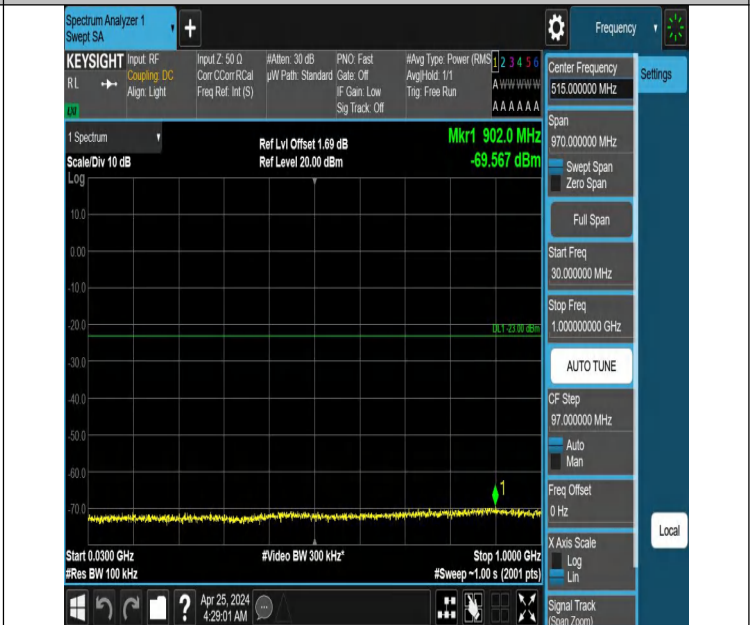 Spectrum Analyzer 1
Swept SA
+
Frequency
KEYSIGHT
RL
LXI
Input: RF
Coupling: DC
Align: Light
Input Z: 50 Ω
Corr CCorr RCal
Freq Ref: Int (S)
#Atten: 30 dB
µW Path: Standard
PNO: Fast
Gate: Off
IF Gain: Low
Sig Track: Off
#Avg Type: Power (RMS
Avg|Hold: 1/1
Trig: Free Run
1 2 3 4 5 6
A W W W W W
A A A A A A
1 Spectrum
Scale/Div 10 dB
Ref Lvl Offset 1.69 dB
Ref Level 20.00 dBm
Mkr1 902.0 MHz
-69.567 dBm
Log
10.0
0.00
-10.0
-20.0
DL1 -23.00 dBm
-30.0
-40.0
-50.0
-60.0
-70.0
1
Start 0.0300 GHz
#Res BW 100 kHz
#Video BW 300 kHz*
Stop 1.0000 GHz
#Sweep ~1.00 s (2001 pts)
Center Frequency
515.000000 MHz
Settings
Span
970.000000 MHz
Swept Span
Zero Span
Full Span
Start Freq
30.000000 MHz
Stop Freq
1.000000000 GHz
AUTO TUNE
CF Step
97.000000 MHz
Auto
Man
Freq Offset
0 Hz
X Axis Scale
Log
Lin
Local
Signal Track
(Span Zoom)
?
Apr 25, 2024
4:29:01 AM